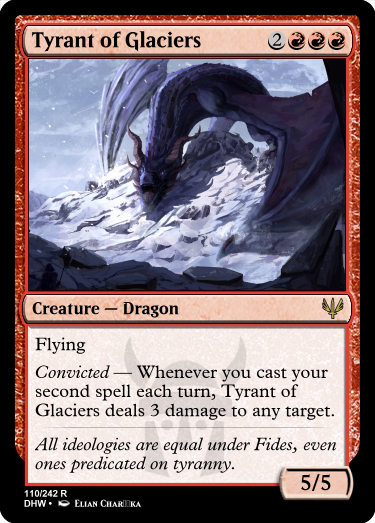 Tyrant of Glaciers 2
Creature — Dragon
Flying
Convicted — Whenever you cast your
second spell each turn, Tyrant of
Glaciers deals 3 damage to any target.
All ideologies are equal under Fides, even
ones predicated on tyranny.
5/5
110/242 R
DHW • Elian